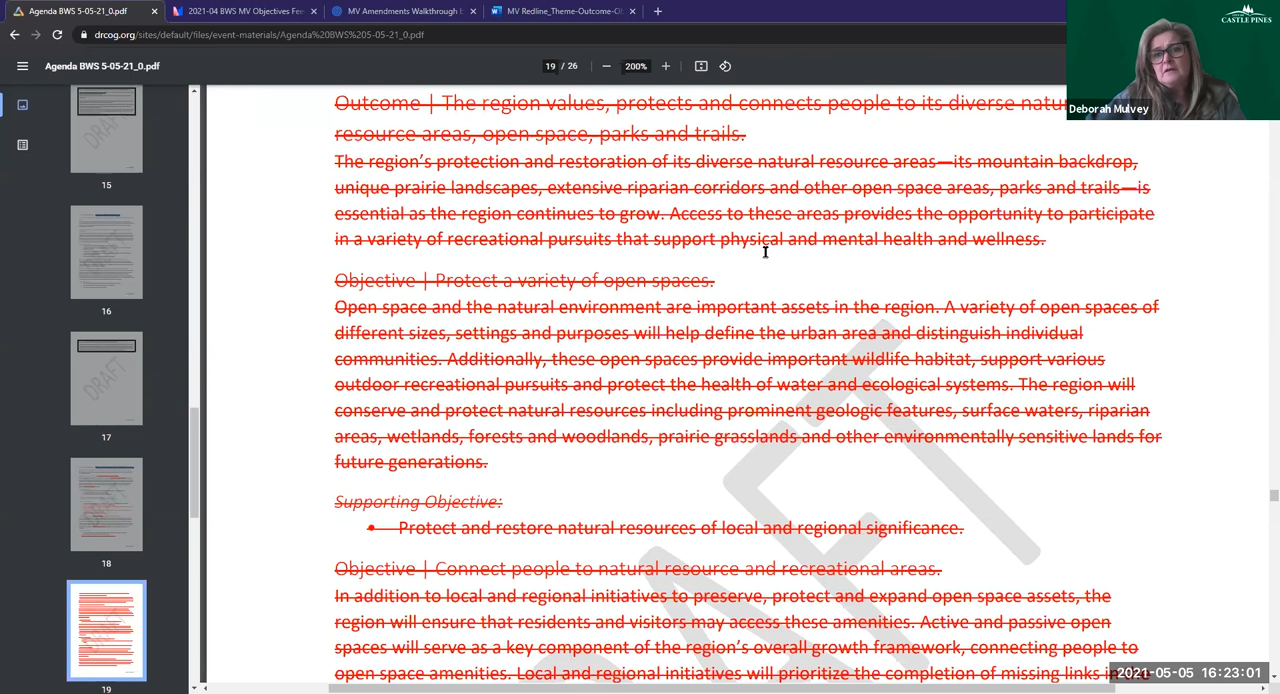 Agenda BWS 5-05-21_0.pdf
2021-04 BWS MV Objectives Fee
MV Amendments Walkthrough
MV Redline_Theme-Outcome-O
drcog.org/sites/default/files/event-materials/Agenda%20BWS%205-05-21_0.pdf
CASTLE PINES
Agenda BWS 5-05-21_0.pdf
19 / 26
200%
Deborah Mulvey
15
16
17
18
19
DRAFT
Outcome | The region values, protects and connects people to its diverse natu
resource areas, open space, parks and trails.
The region's protection and restoration of its diverse natural resource areas—its mountain backdrop,
unique prairie landscapes, extensive riparian corridors and other open space areas, parks and trails—is
essential as the region continues to grow. Access to these areas provides the opportunity to participate
in a variety of recreational pursuits that support physical and mental health and wellness.
Objective | Protect a variety of open spaces.
Open space and the natural environment are important assets in the region. A variety of open spaces of
different sizes, settings and purposes will help define the urban area and distinguish individual
communities. Additionally, these open spaces provide important wildlife habitat, support various
outdoor recreational pursuits and protect the health of water and ecological systems. The region will
conserve and protect natural resources including prominent geologic features, surface waters, riparian
areas, wetlands, forests and woodlands, prairie grasslands and other environmentally sensitive lands for
future generations.
Supporting Objective:
• Protect and restore natural resources of local and regional significance.
Objective | Connect people to natural resource and recreational areas.
In addition to local and regional initiatives to preserve, protect and expand open space assets, the
region will ensure that residents and visitors may access these amenities. Active and passive open
spaces will serve as a key component of the region's overall growth framework, connecting people to
open space amenities. Local and regional initiatives will prioritize the completion of missing links in
2021-05-05 16:23:01